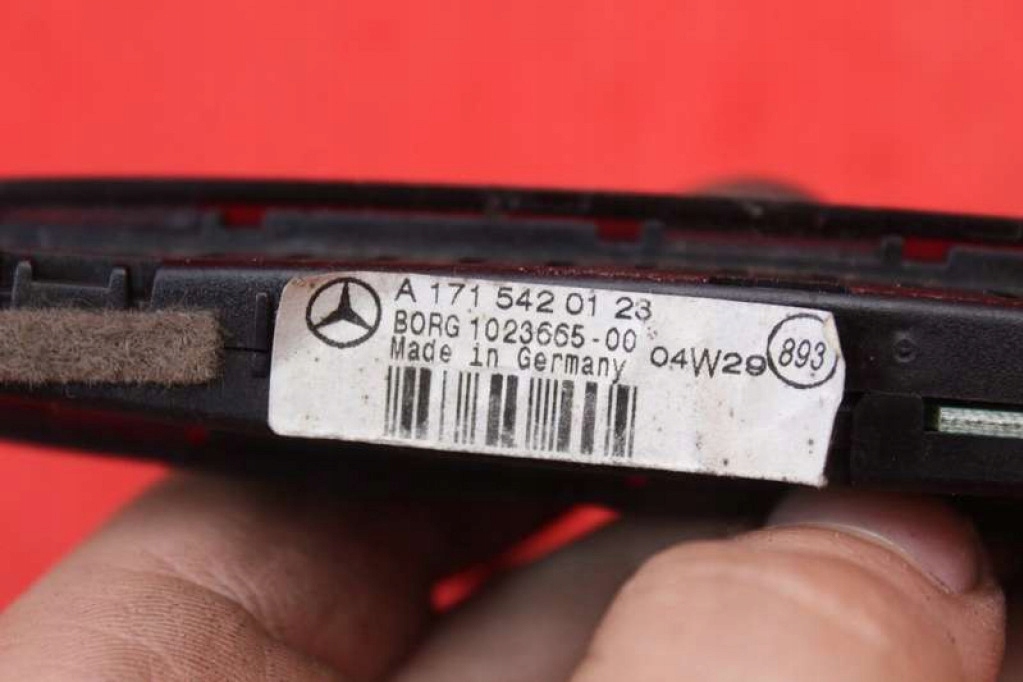 A 171 542 01 23
BORG 1023665-00
Made in Germany 04W29 893